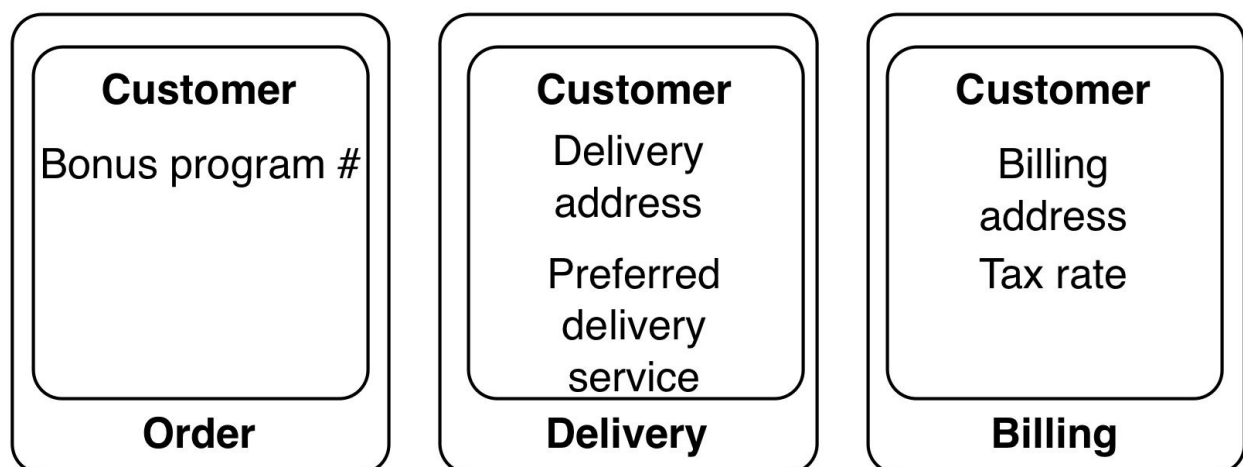 Customer
Bonus program #
Order
Customer
Delivery
address
Preferred
delivery
service
Delivery
Customer
Billing
address
Tax rate
Billing